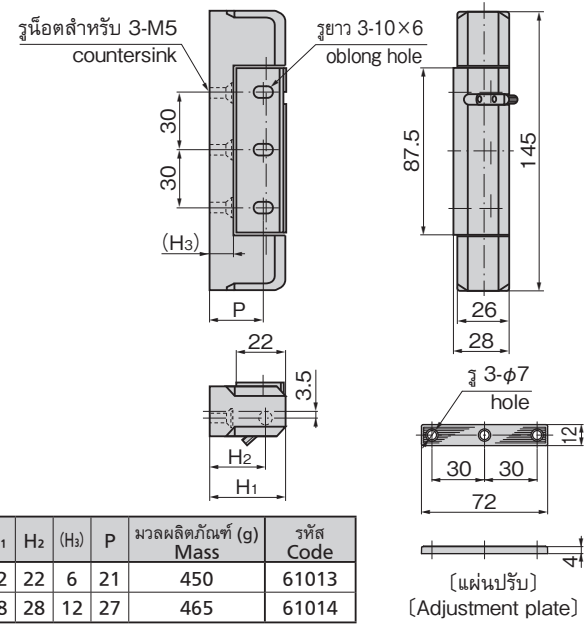 รูน็อตสำหรับ 3-M5
countersink
รูยาว 3-10×6
oblong hole
30
30
(H₃)
P
87.5
145
26
28
22
3.5
H₂
H₁
3-φ7
hole
12
30 30
72
4
〔แผ่นปรับ〕
〔Adjustment plate〕
H₂ (H₃) P มวลผลิตภัณฑ์ (g) รหัส
Mass Code
22 6 21 450 61013
28 12 27 465 61014